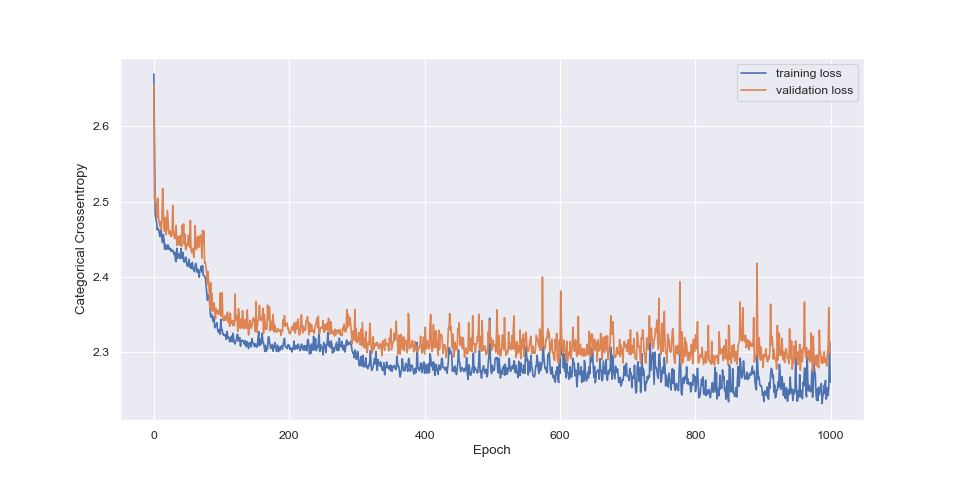 training loss
validation loss
2.6
2.5
2.4
2.3
Categorical Crossentropy
0
200
400
600
800
1000
Epoch